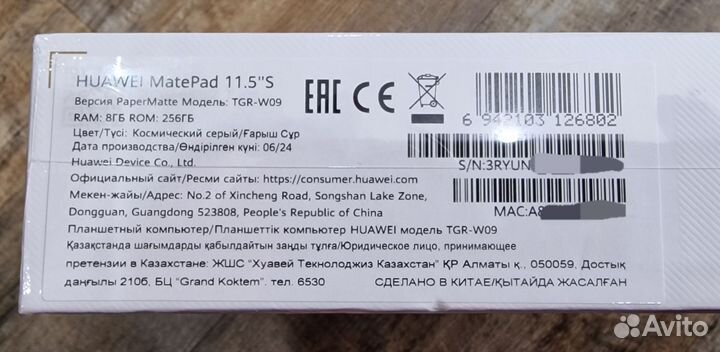 HUAWEI MatePad 11.5"S
Версия PaperMatte Модель: TGR-W09
RAM: 8ГБ ROM: 256ГБ
Цвет/Түсі: Космический серый/Ғарыш Сұр
Дата производства/Өндірілген күні: 06/24
Huawei Device Co., Ltd.
Официальный сайт/Ресми сайты: https://consumer.huawei.com
Мекен-жайы/Адрес: No.2 of Xincheng Road, Songshan Lake Zone,
Dongguan, Guangdong 523808, People's Republic of China
Планшетный компьютер/Планшеттік компьютер HUAWEI модель TGR-W09
Қазақстанда шағымдарды қабылдайтын заңды тұлға/Юридическое лицо, принимающее
претензии в Казахстане: ЖШС "Хуавей Текнолоджиз Казахстан" ҚР Алматы қ., 050059, Достық
даңғылы 210б, БЦ "Grand Koktem". тел. 6530
СДЕЛАНО В КИТАЕ/ҚЫТАЙДА ЖАСАЛҒАН
EAC CE
6 942103 126802
S/N:3RYUN
MAC:A8
Avito